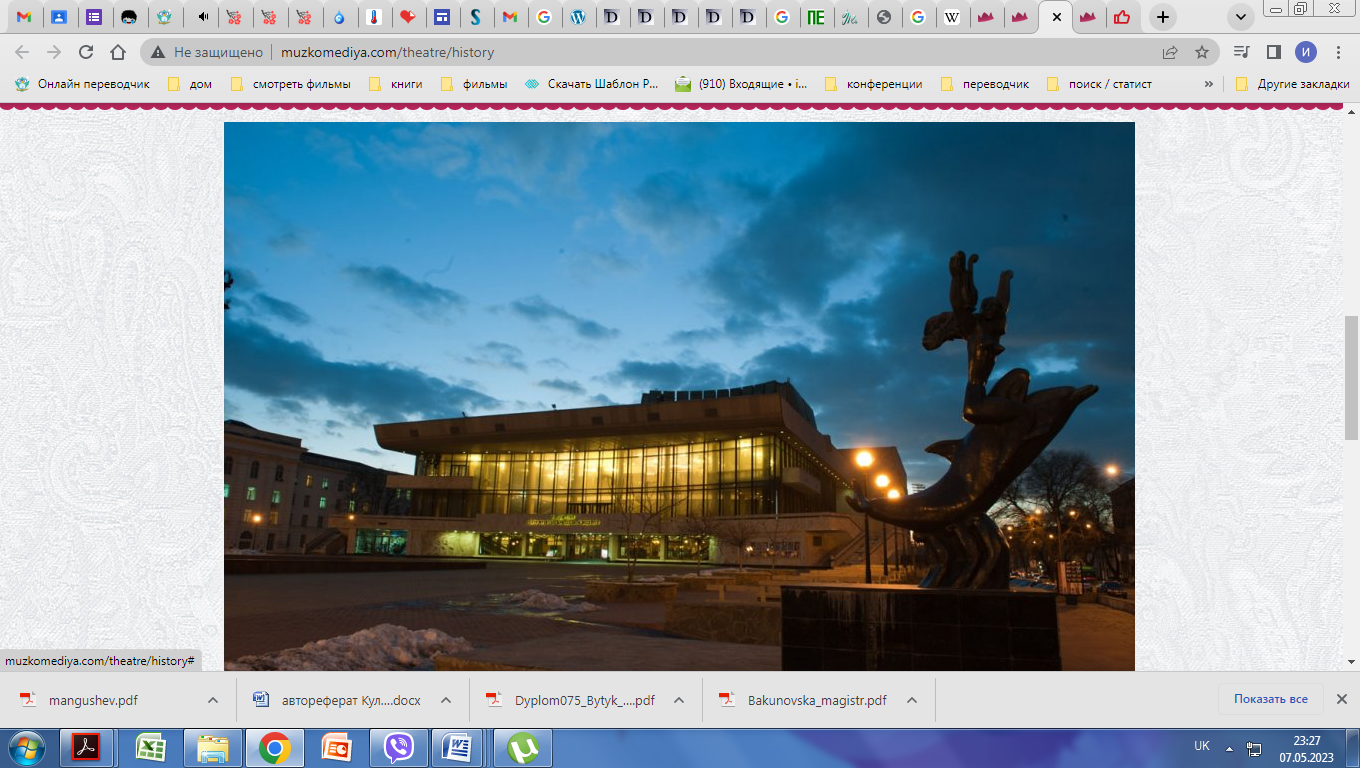 Не защищено
muzkomediya.com/theatre/history
И
Онлайн переводчик
дом
смотреть фильмы
книги
фильмы
Скачать Шаблон P...
(910) Входящие • i...
конференции
переводчик
поиск / статист
»
Другие закладки
muzkomediya.com/theatre/history#
mangushev.pdf
автореферат Кул....docx
Dyplom075_Bytyk_....pdf
Bakunovska_magistr.pdf
Показать все
UK
23:27
07.05.2023